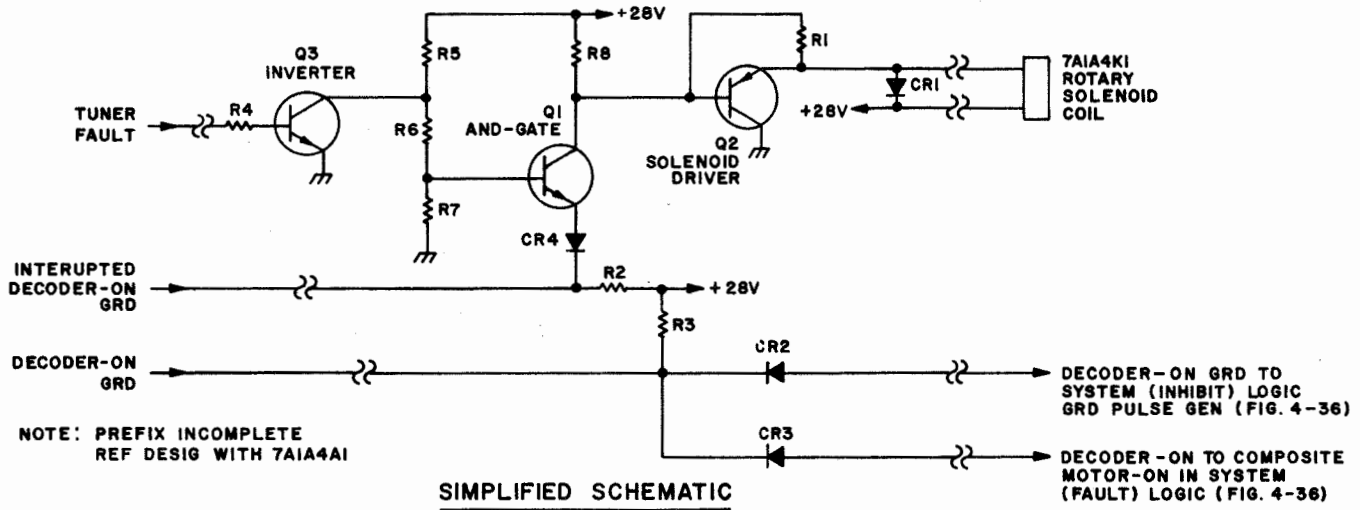 +28V
Q3
INVERTER
R5
R8
R1
7A1A4K1
ROTARY
SOLENOID
COIL
CR1
+28V
TUNER
FAULT
R4
R6
Q1
AND-GATE
Q2
SOLENOID
DRIVER
R7
CR4
INTERUPTED
DECODER-ON
GRD
R2
+28V
R3
DECODER-ON
GRD
CR2
DECODER-ON GRD TO
SYSTEM (INHIBIT) LOGIC
GRD PULSE GEN (FIG. 4-36)
NOTE: PREFIX INCOMPLETE
REF DESIG WITH 7A1A4A1
CR3
DECODER-ON TO COMPOSITE
MOTOR-ON IN SYSTEM
(FAULT) LOGIC (FIG. 4-36)
SIMPLIFIED SCHEMATIC